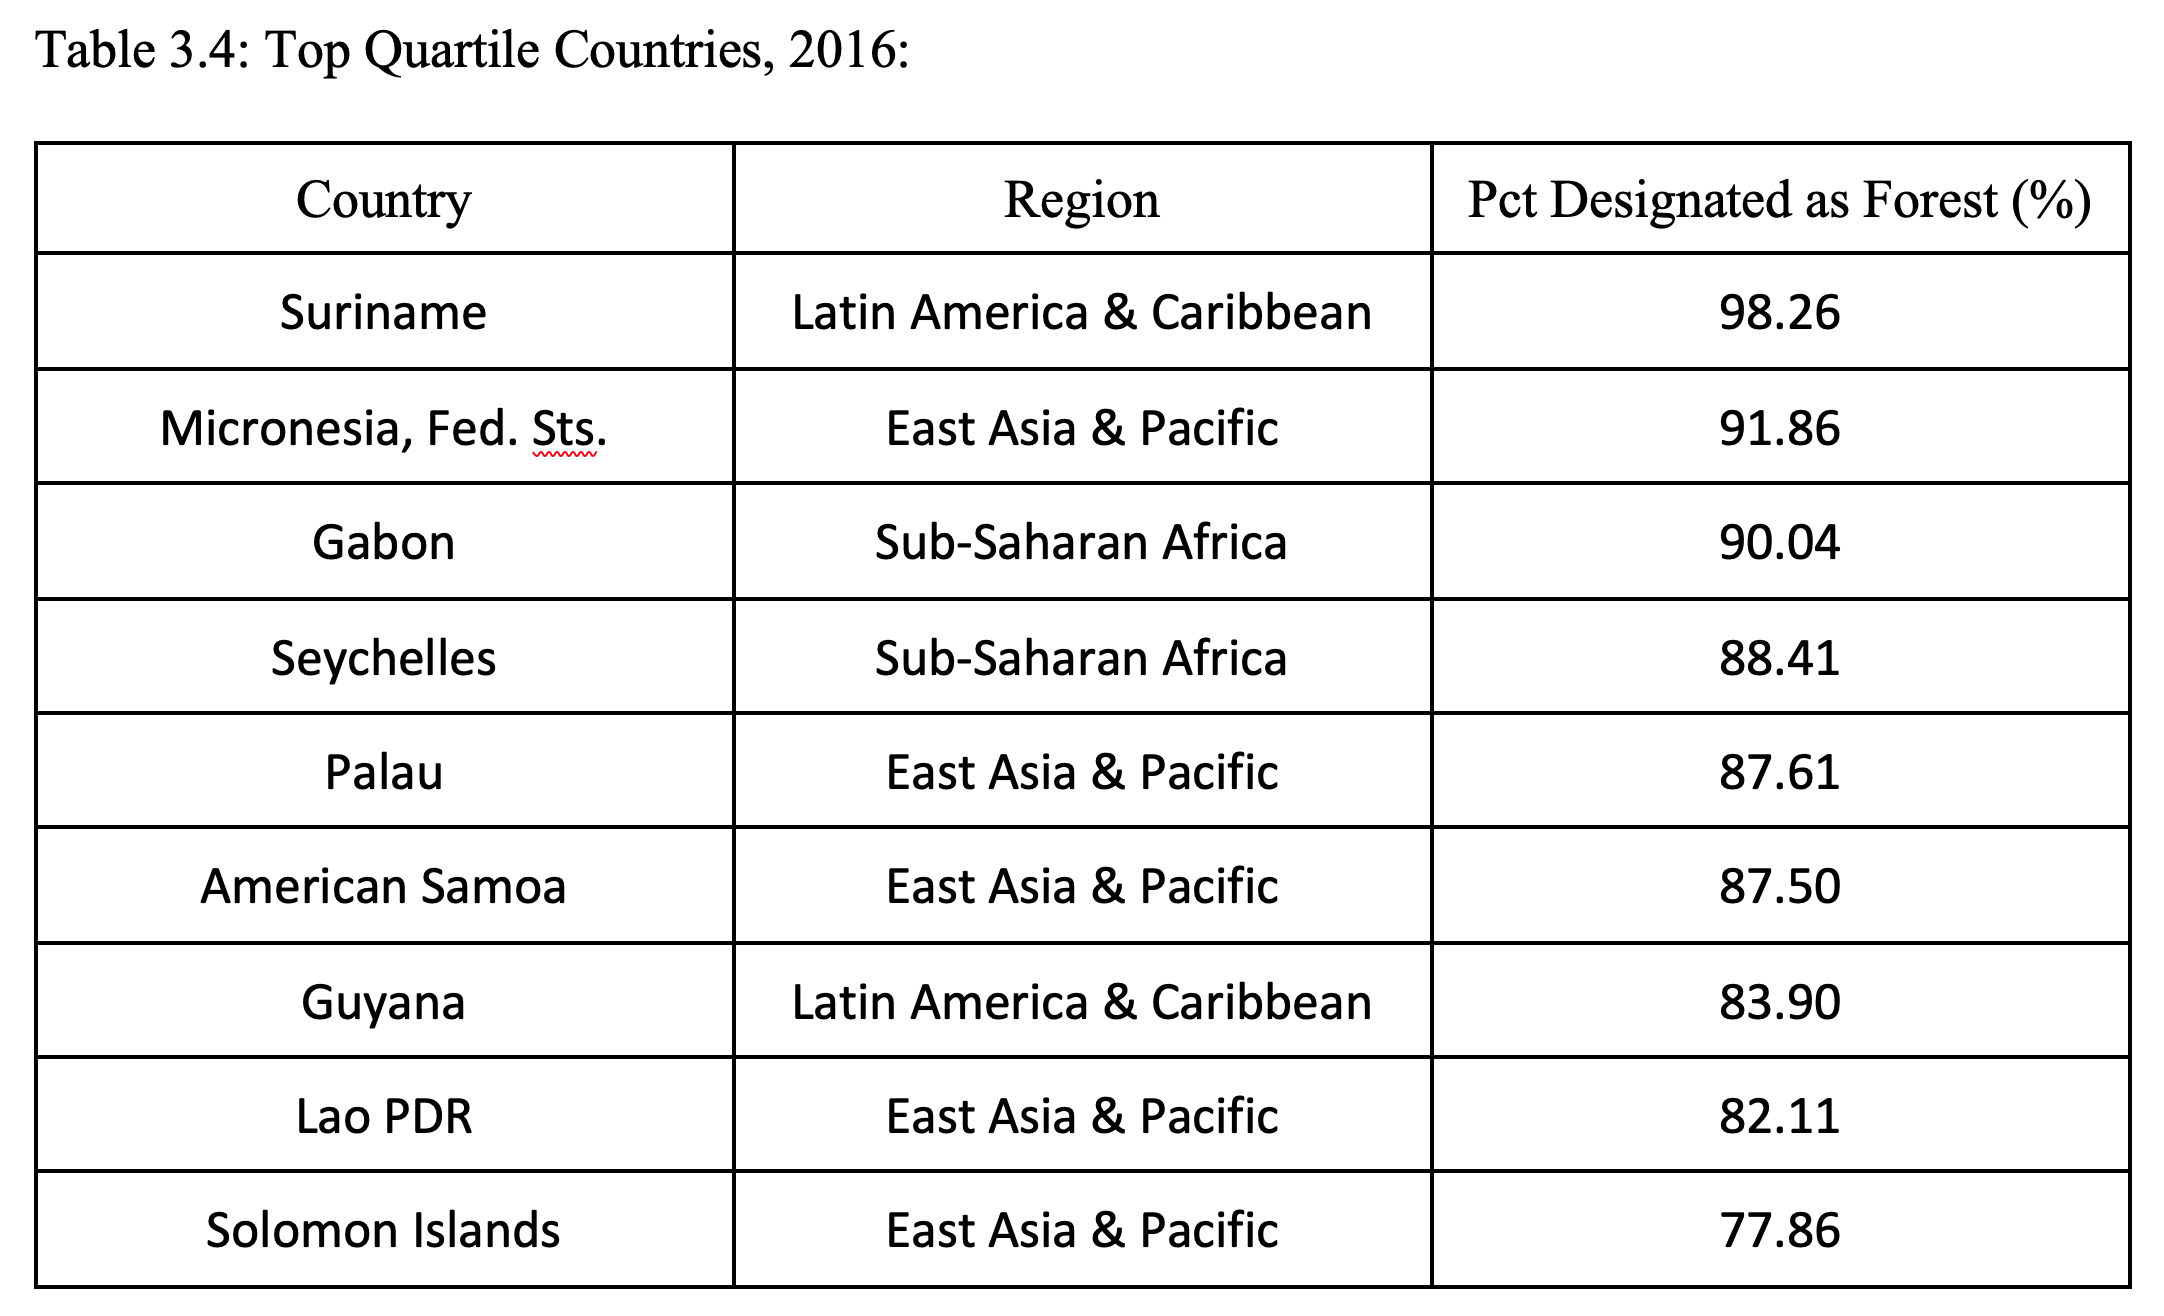 Table 3.4: Top Quartile Countries, 2016:
Country Region Pct Designated as Forest (%)
Suriname Latin America & Caribbean 98.26
Micronesia, Fed. Sts. East Asia & Pacific 91.86
Gabon Sub-Saharan Africa 90.04
Seychelles Sub-Saharan Africa 88.41
Palau East Asia & Pacific 87.61
American Samoa East Asia & Pacific 87.50
Guyana Latin America & Caribbean 83.90
Lao PDR East Asia & Pacific 82.11
Solomon Islands East Asia & Pacific 77.86